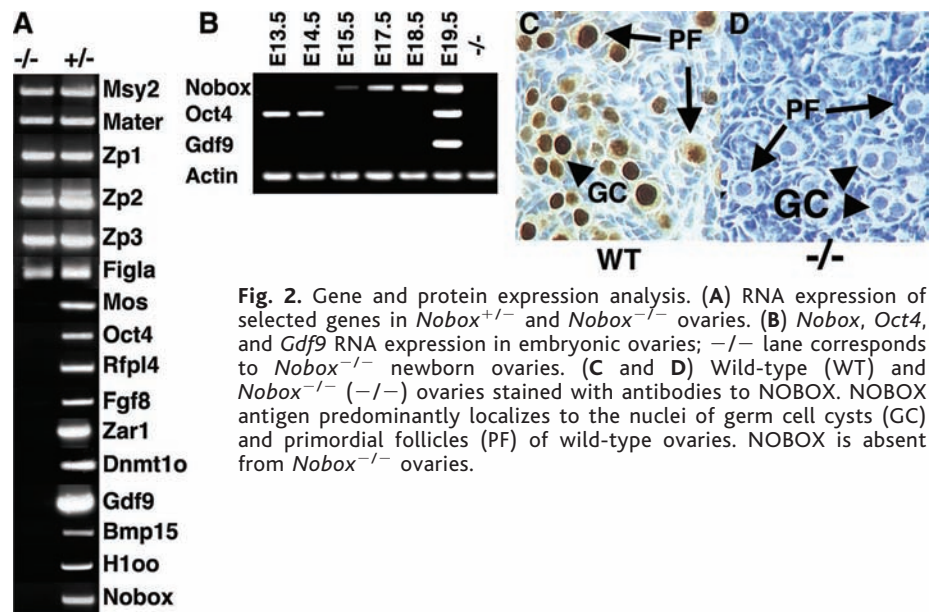 A
-/- +/-
Msy2
Mater
Zp1
Zp2
Zp3
Figla
Mos
Oct4
Rfpl4
Fgf8
Zar1
Dnmt1o
Gdf9
Bmp15
H1oo
Nobox
B
E13.5 E14.5 E15.5 E17.5 E18.5 E19.5 -/-
Nobox
Oct4
Gdf9
Actin
C
PF
GC
WT
D
PF
GC
-/-
Fig. 2. Gene and protein expression analysis. (A) RNA expression of
selected genes in Nobox+/− and Nobox−/− ovaries. (B) Nobox, Oct4,
and Gdf9 RNA expression in embryonic ovaries; −/− lane corresponds
to Nobox−/− newborn ovaries. (C and D) Wild-type (WT) and
Nobox−/− (−/−) ovaries stained with antibodies to NOBOX. NOBOX
antigen predominantly localizes to the nuclei of germ cell cysts (GC)
and primordial follicles (PF) of wild-type ovaries. NOBOX is absent
from Nobox−/− ovaries.